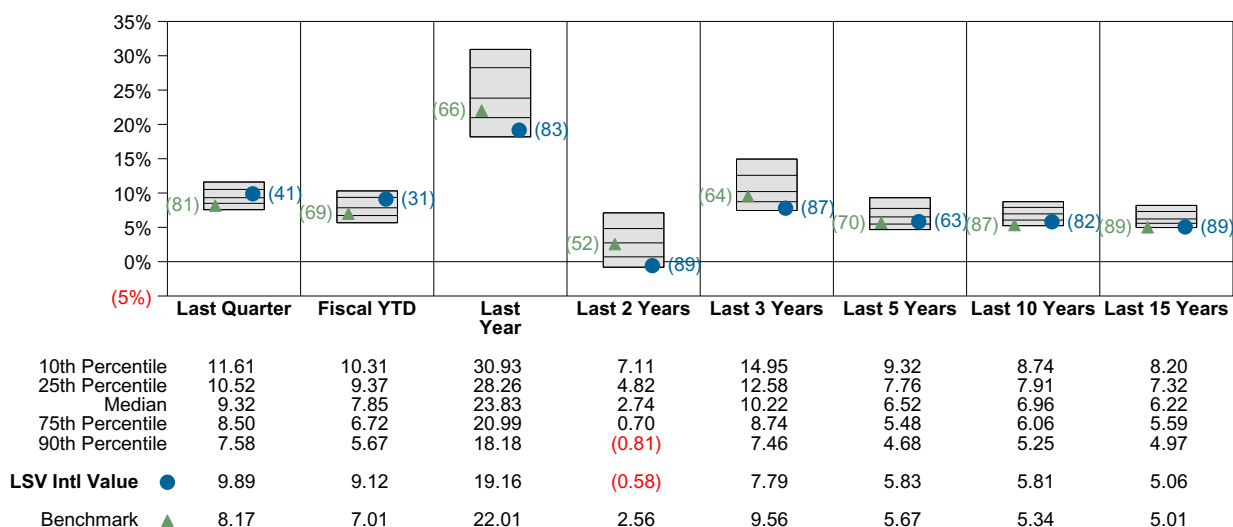 35%
30%
25%
20%
15%
10%
5%
0%
(5%)
(81) (41)
(69) (31)
(66) (83)
(52) (89)
(64) (87)
(70) (63)
(87) (82)
(89) (89)
Last Quarter Fiscal YTD Last Year Last 2 Years Last 3 Years Last 5 Years Last 10 Years Last 15 Years
10th Percentile 11.61 10.31 30.93 7.11 14.95 9.32 8.74 8.20
25th Percentile 10.52 9.37 28.26 4.82 12.58 7.76 7.91 7.32
Median 9.32 7.85 23.83 2.74 10.22 6.52 6.96 6.22
75th Percentile 8.50 6.72 20.99 0.70 8.74 5.48 6.06 5.59
90th Percentile 7.58 5.67 18.18 (0.81) 7.46 4.68 5.25 4.97
LSV Intl Value 9.89 9.12 19.16 (0.58) 7.79 5.83 5.81 5.06
Benchmark 8.17 7.01 22.01 2.56 9.56 5.67 5.34 5.01